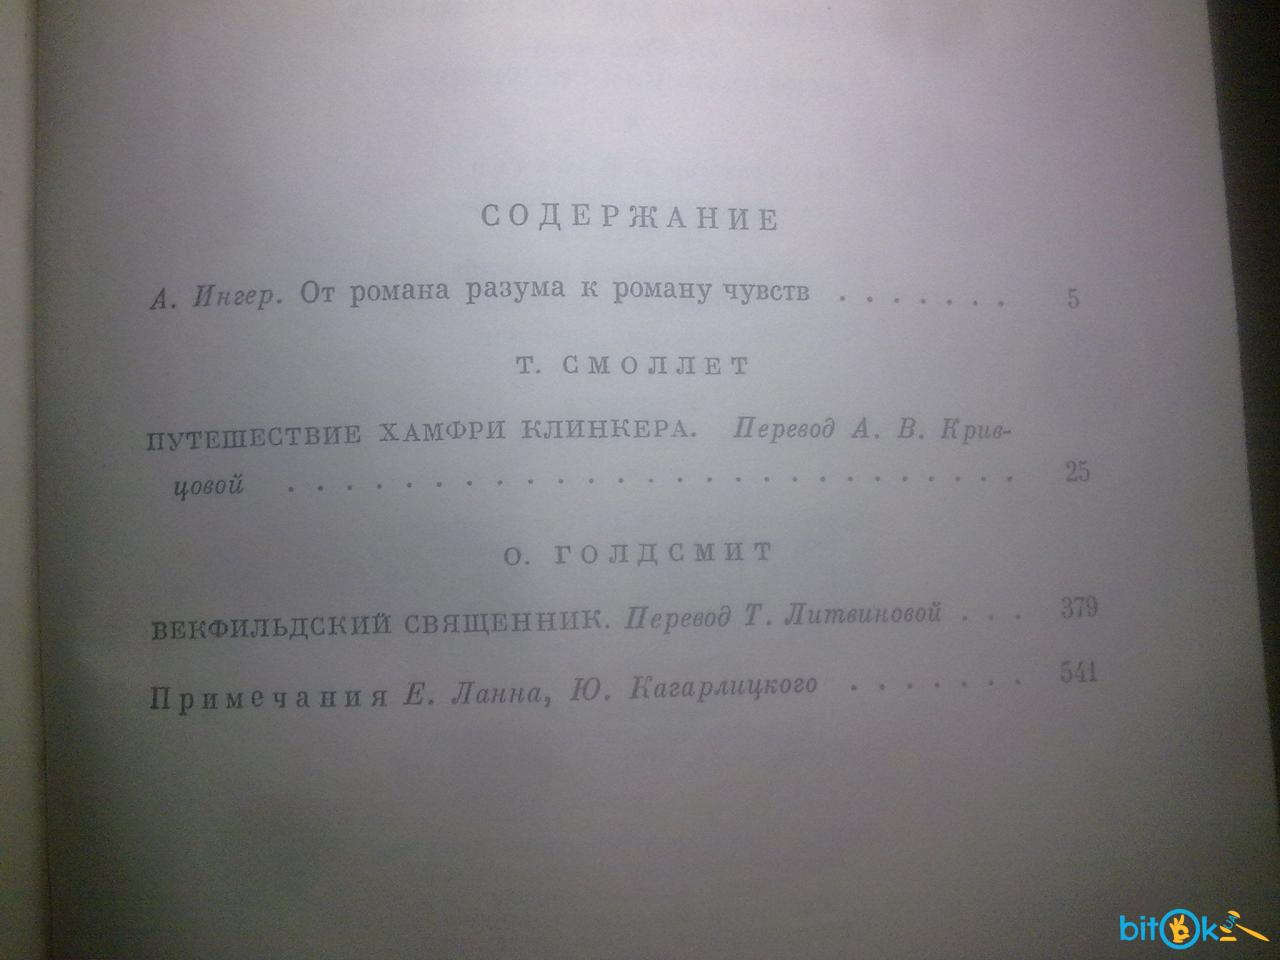 СОДЕРЖАНИЕ
А. Ингер. От романа разума к роману чувств . . . . . . . 5
Т. СМОЛЛЕТ
ПУТЕШЕСТВИЕ ХАМФРИ КЛИНКЕРА. Перевод А. В. Крив-
цовой . . . . . . . . . . . . . . . . . . . . . . . . . . 25
О. ГОЛДСМИТ
ВЕКФИЛЬДСКИЙ СВЯЩЕННИК. Перевод Т. Литвиновой . . . 379
Примечания Е. Ланна, Ю. Кагарлицкого . . . . . . . 541
bitOk UA